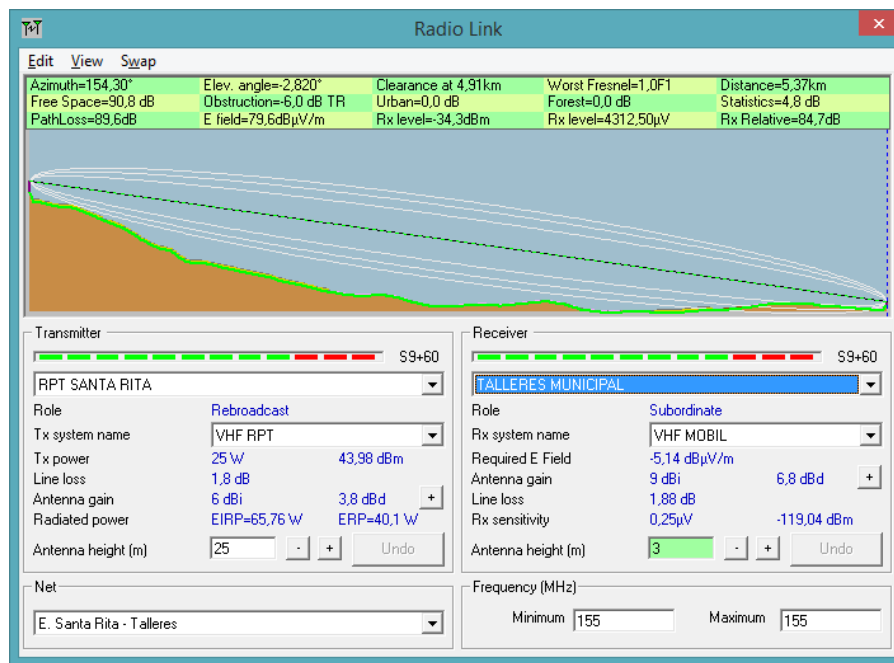 Radio Link
Edit View Swap
Azimuth=154,30° Elev. angle=-2,820° Clearance at 4,91km Worst Fresnel=1,0F1 Distance=5,37km
Free Space=90,8 dB Obstruction=-6,0 dB TR Urban=0,0 dB Forest=0,0 dB Statistics=4,8 dB
PathLoss=89,6dB E field=79,6dBµV/m Rx level=-34,3dBm Rx level=4312,50µV Rx Relative=84,7dB
Transmitter
S9+60
RPT SANTA RITA
Role Rebroadcast
Tx system name VHF RPT
Tx power 25 W 43,98 dBm
Line loss 1,8 dB
Antenna gain 6 dBi 3,8 dBd +
Radiated power EIRP=65,76 W ERP=40,1 W
Antenna height (m) 25 - + Undo
Receiver
S9+60
TALLERES MUNICIPAL
Role Subordinate
Rx system name VHF MOBIL
Required E Field -5,14 dBµV/m
Antenna gain 9 dBi 6,8 dBd +
Line loss 1,88 dB
Rx sensitivity 0,25µV -119,04 dBm
Antenna height (m) 3 - + Undo
Net
E. Santa Rita - Talleres
Frequency (MHz)
Minimum 155 Maximum 155